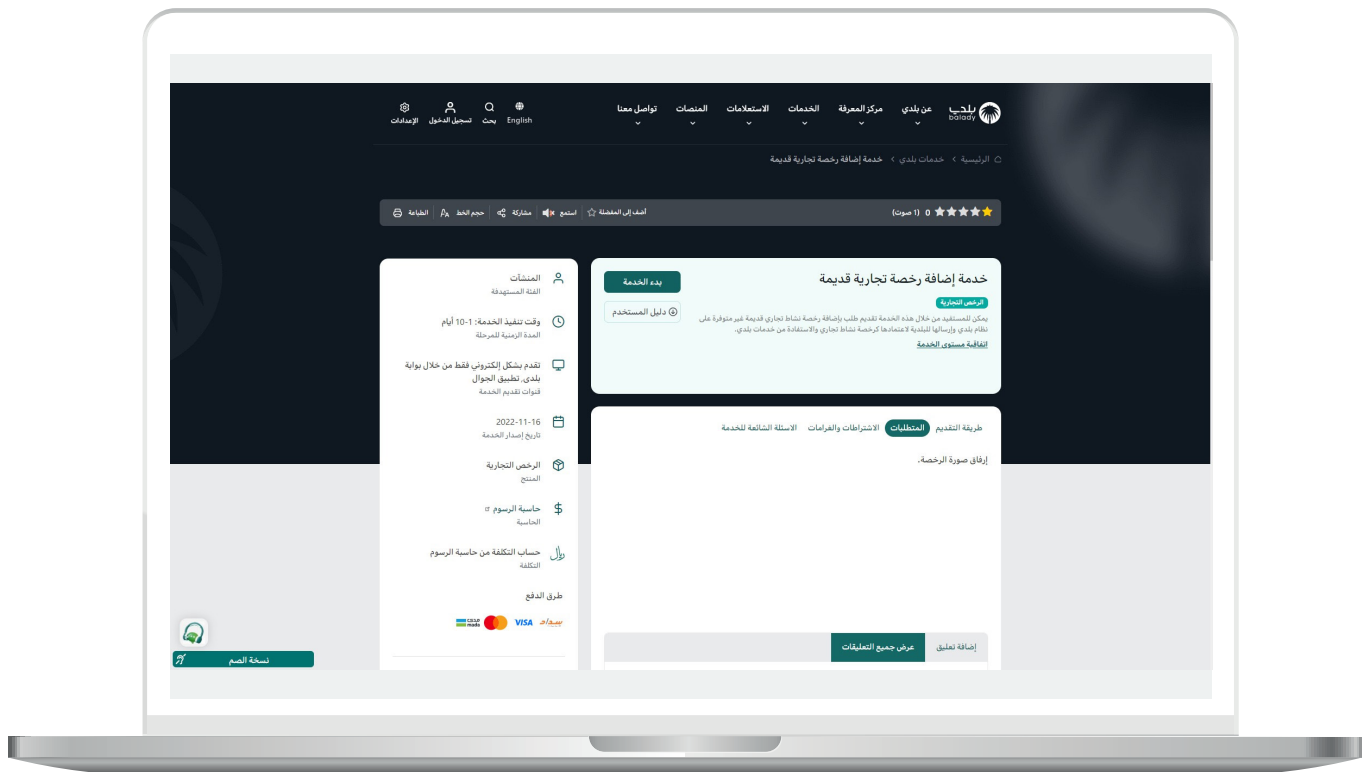 بلدي
balady
عن بلدي
مركز المعرفة
الخدمات
الاستعلامات
المنصات
تواصل معنا
English
بحث
تسجيل الدخول
الإعدادات
الرئيسية > خدمات بلدي > خدمة إضافة رخصة تجارية قديمة
0 (1 صوت)
أضف إلى المفضلة
استمع
مشاركة
حجم الخط
الطباعة
خدمة إضافة رخصة تجارية قديمة
بدء الخدمة
الرخص التجارية
دليل المستخدم
يمكن للمستفيد من خلال هذه الخدمة تقديم طلب بإضافة رخصة نشاط تجاري قديمة غير متوفرة على
نظام بلدي وإرسالها للبلدية لاعتمادها كرخصة نشاط تجاري والاستفادة من خدمات بلدي.
اتفاقية مستوى الخدمة
طريقة التقديم
المتطلبات
الاشتراطات والغرامات
الاسئلة الشائعة للخدمة
إرفاق صورة الرخصة.
إضافة تعليق
عرض جميع التعليقات
المنشآت
الفئة المستهدفة
وقت تنفيذ الخدمة: 1-10 أيام
المدة الزمنية للمرحلة
تقدم بشكل إلكتروني فقط من خلال بوابة
بلدي, تطبيق الجوال
قنوات تقديم الخدمة
2022-11-16
تاريخ إصدار الخدمة
الرخص التجارية
المنتج
حاسبة الرسوم
الحاسبة
ريال
حساب التكلفة من حاسبة الرسوم
التكلفة
طرق الدفع
سداد
VISA
مدى
mada
نسخة الصم